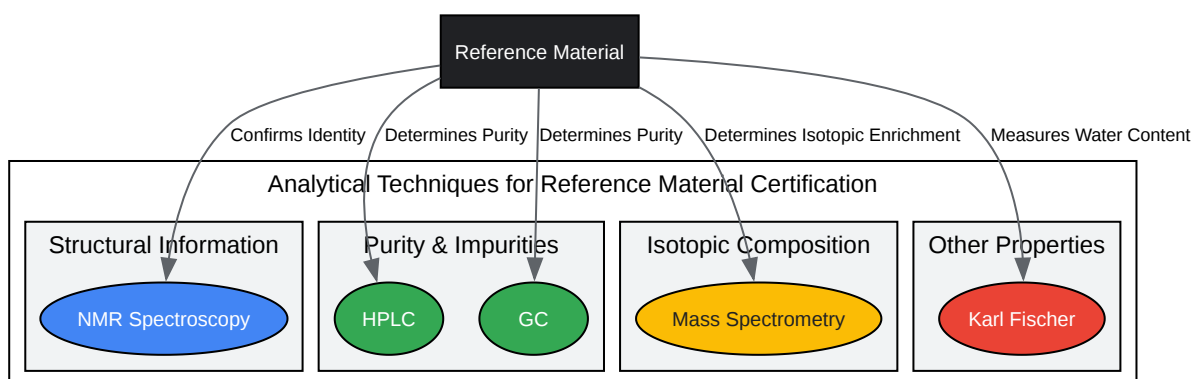 Reference Material
Confirms Identity
Determines Purity
Determines Purity
Determines Isotopic Enrichment
Measures Water Content
Analytical Techniques for Reference Material Certification
Structural Information
Purity & Impurities
Isotopic Composition
Other Properties
NMR Spectroscopy
HPLC
GC
Mass Spectrometry
Karl Fischer